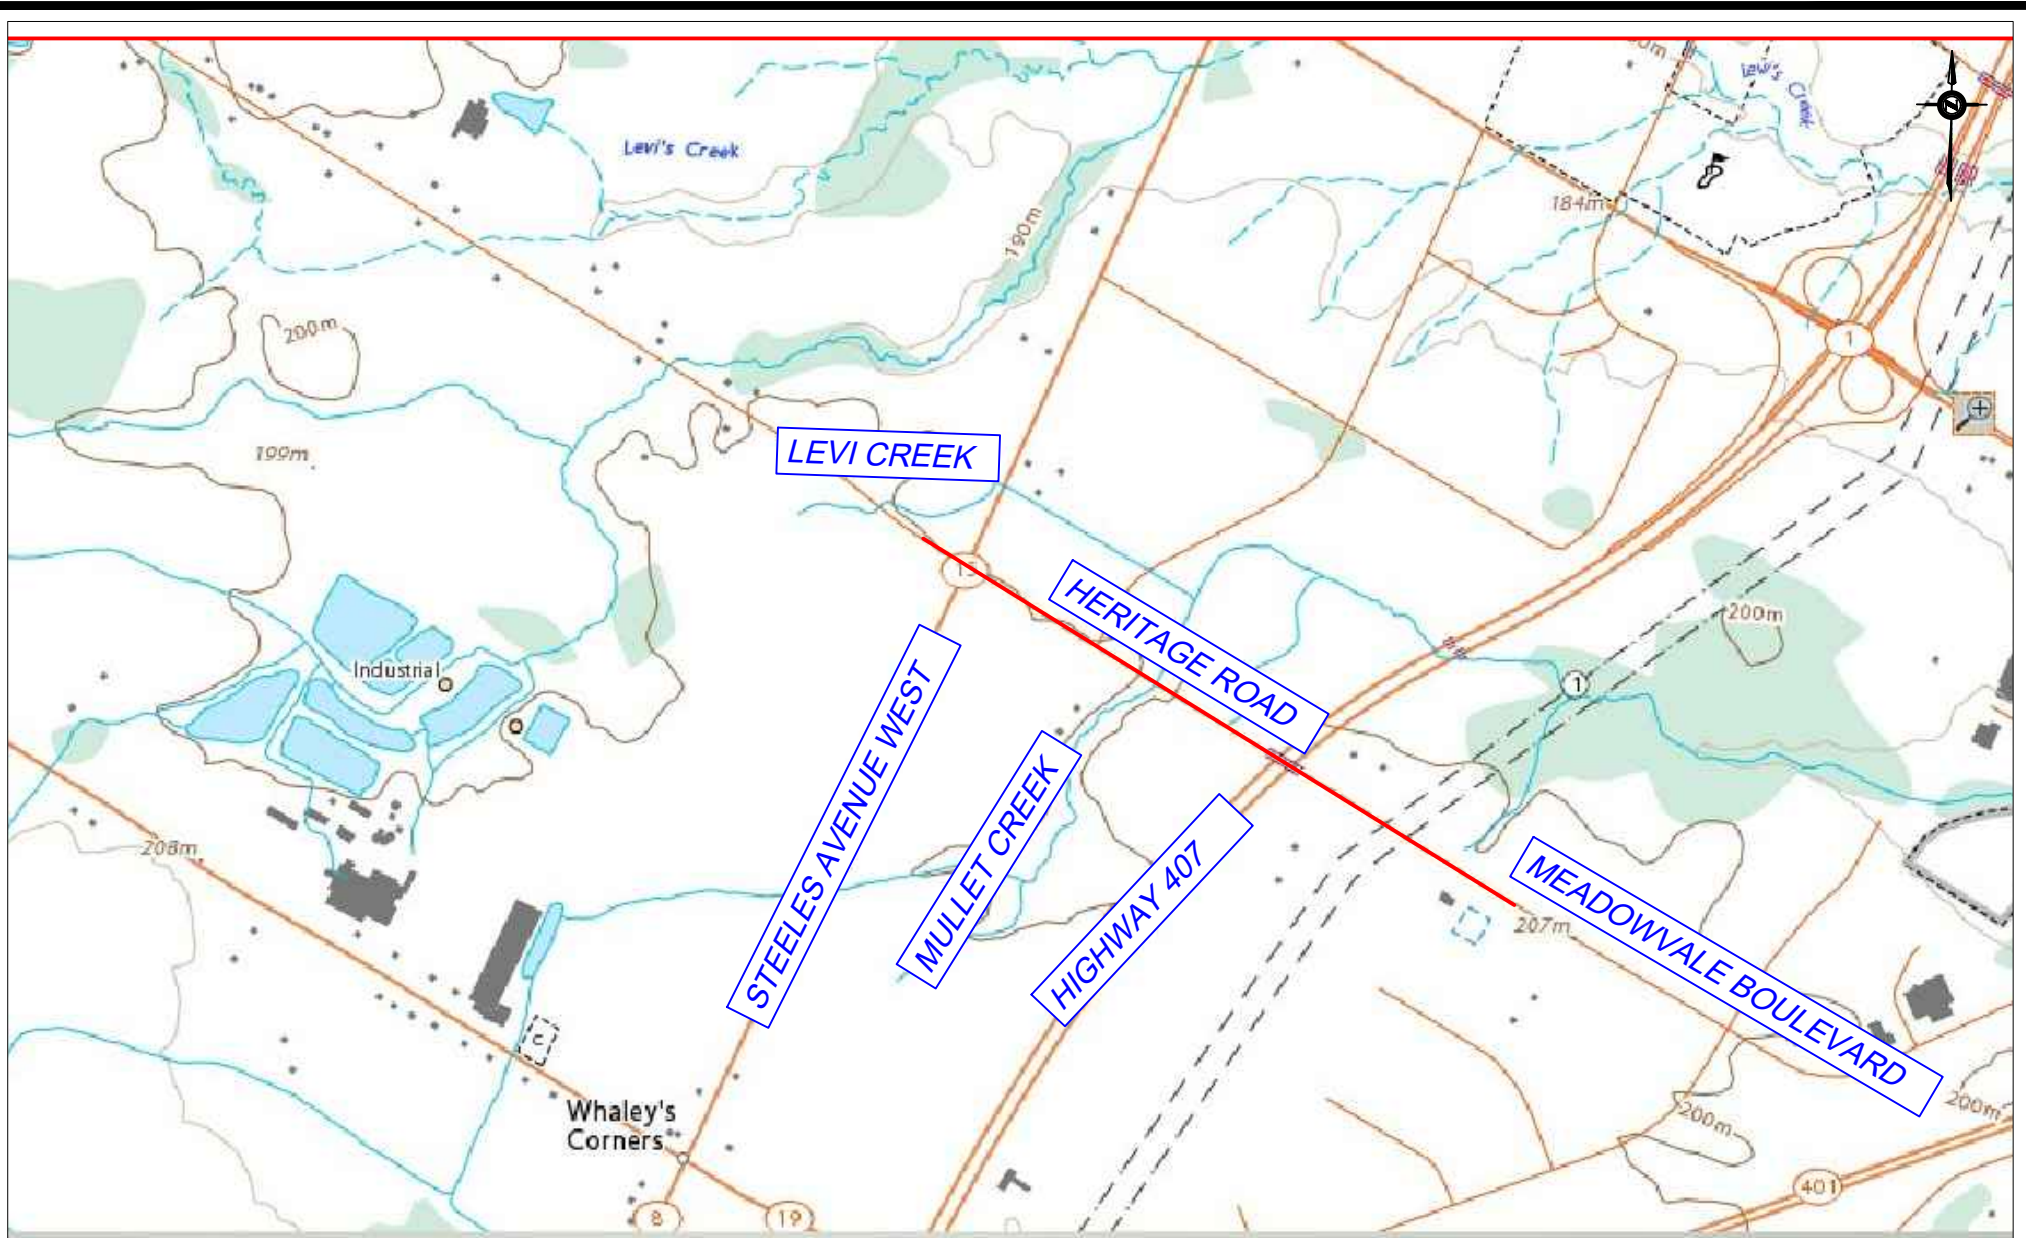 Lewi's
Creek
Levi's Creek
184m
190m
200m
1
LEVI CREEK
199m
15
HERITAGE ROAD
200m
Industrial
1
STEELES AVENUE WEST
MULLET CREEK
HIGHWAY 407
208m
MEADOWVALE BOULEVARD
207m
C
Whaley's
Corners
200m
200m
401
8
19